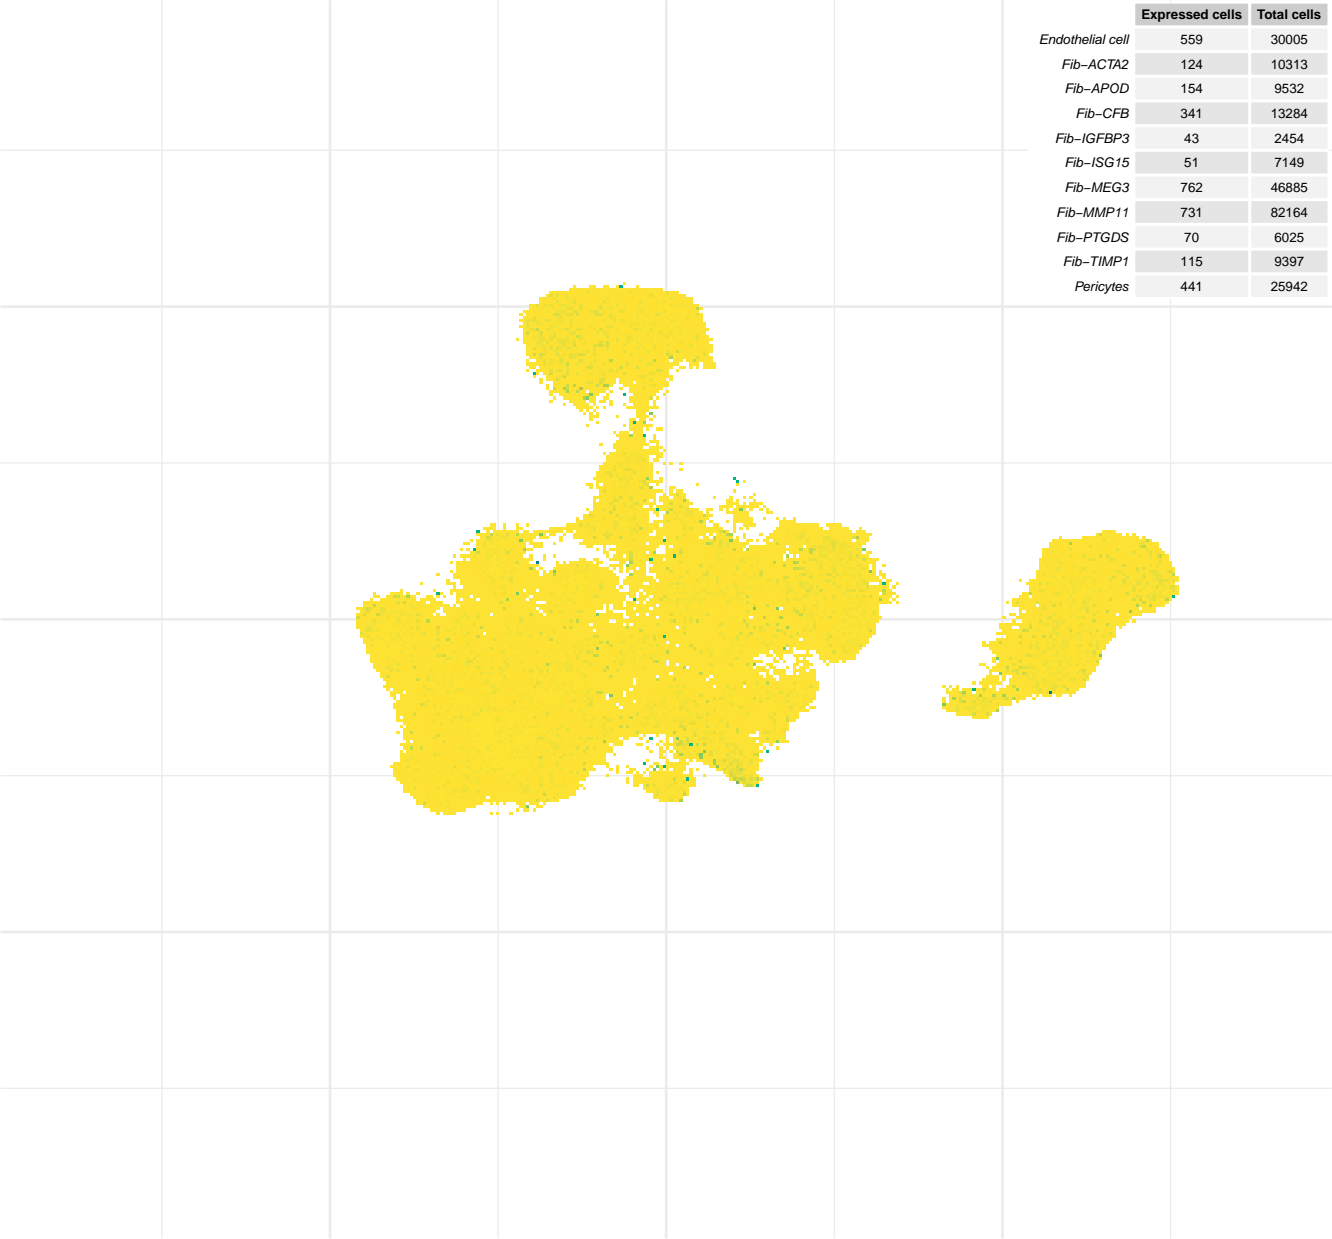 Expressed cells Total cells
Endothelial cell 559 30005
Fib−ACTA2 124 10313
Fib−APOD 154 9532
Fib−CFB 341 13284
Fib−IGFBP3 43 2454
Fib−ISG15 51 7149
Fib−MEG3 762 46885
Fib−MMP11 731 82164
Fib−PTGDS 70 6025
Fib−TIMP1 115 9397
Pericytes 441 25942